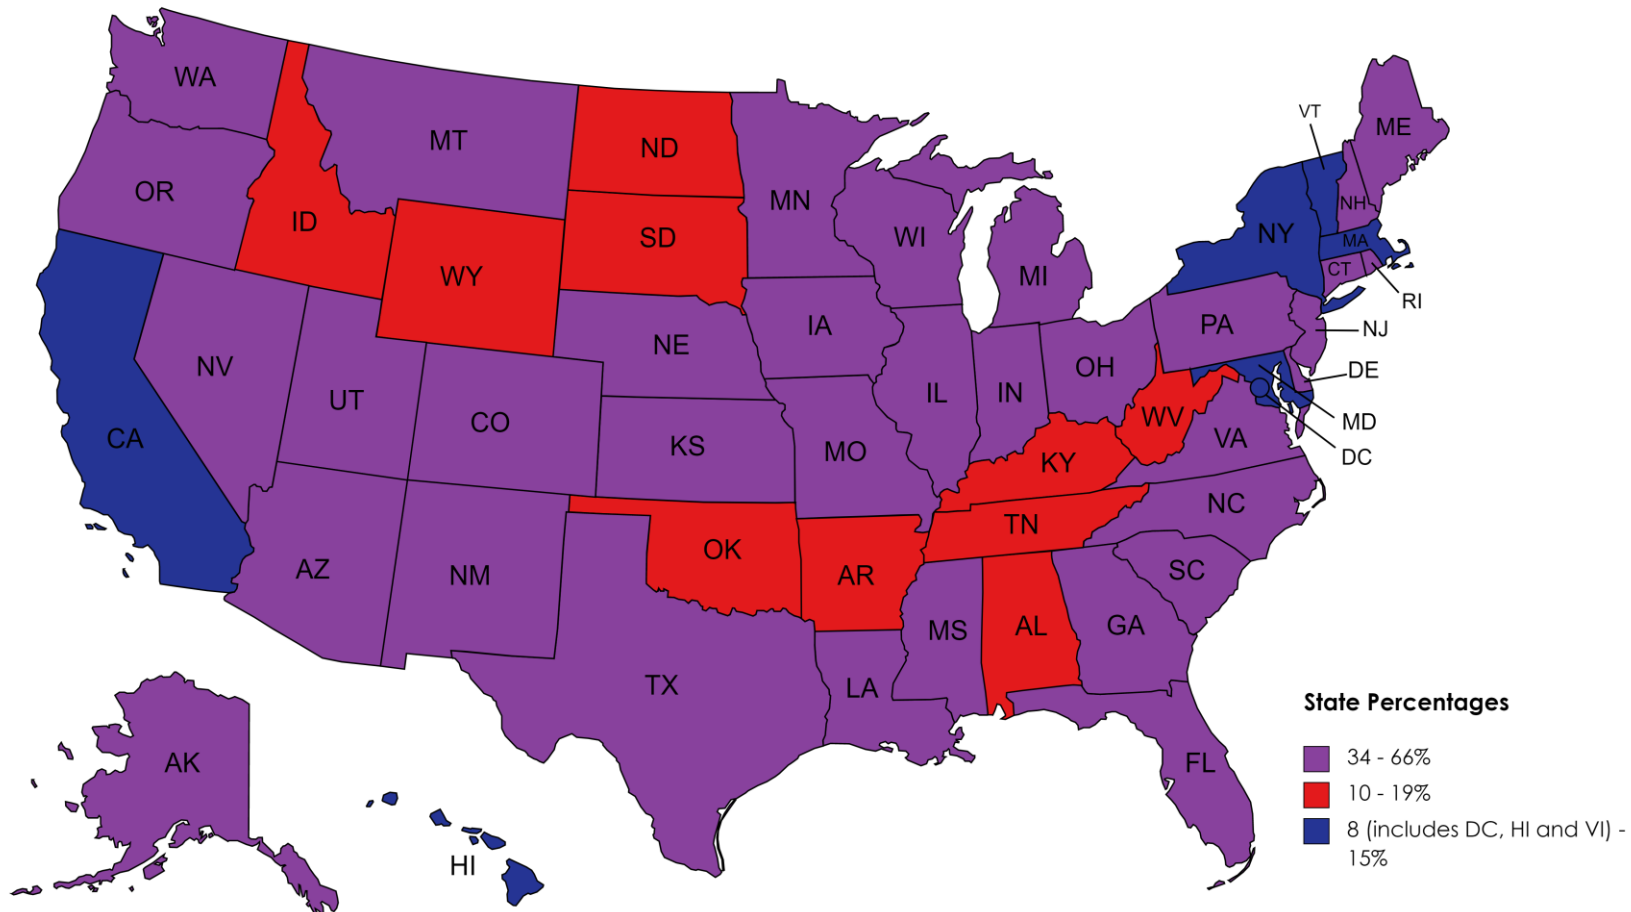 WA
OR
CA
NV
ID
MT
WY
UT
AZ
CO
NM
ND
SD
NE
KS
OK
TX
MN
IA
MO
AR
LA
WI
IL
MS
MI
IN
KY
TN
AL
OH
WV
GA
FL
SC
NC
VA
PA
NY
VT
NH
ME
MA
CT
RI
NJ
DE
MD
DC
AK
HI
State Percentages
34 - 66%
10 - 19%
8 (includes DC, HI and VI) -
15%